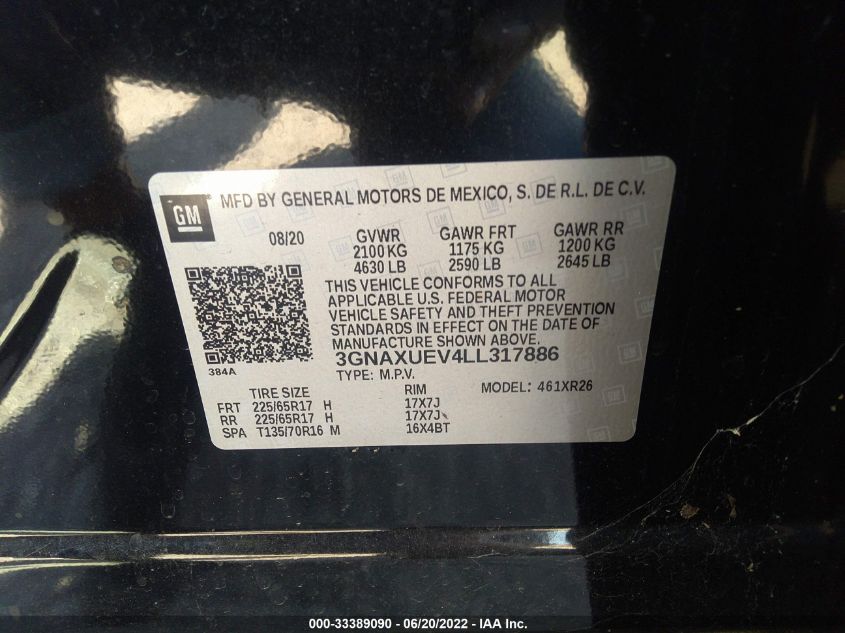 GM
MFD BY GENERAL MOTORS DE MEXICO, S. DE R.L. DE C.V.
08/20 GVWR GAWR FRT GAWR RR
2100 KG 1175 KG 1200 KG
4630 LB 2590 LB 2645 LB
THIS VEHICLE CONFORMS TO ALL
APPLICABLE U.S. FEDERAL MOTOR
VEHICLE SAFETY AND THEFT PREVENTION
STANDARDS IN EFFECT ON THE DATE OF
MANUFACTURE SHOWN ABOVE.
384A
3GNAXUEV4LL317886
TYPE: M.P.V.
MODEL: 461XR26
TIRE SIZE RIM
FRT 225/65R17 H 17X7J
RR 225/65R17 H 17X7J
SPA T135/70R16 M 16X4BT
000-33389090 - 06/20/2022 - IAA Inc.